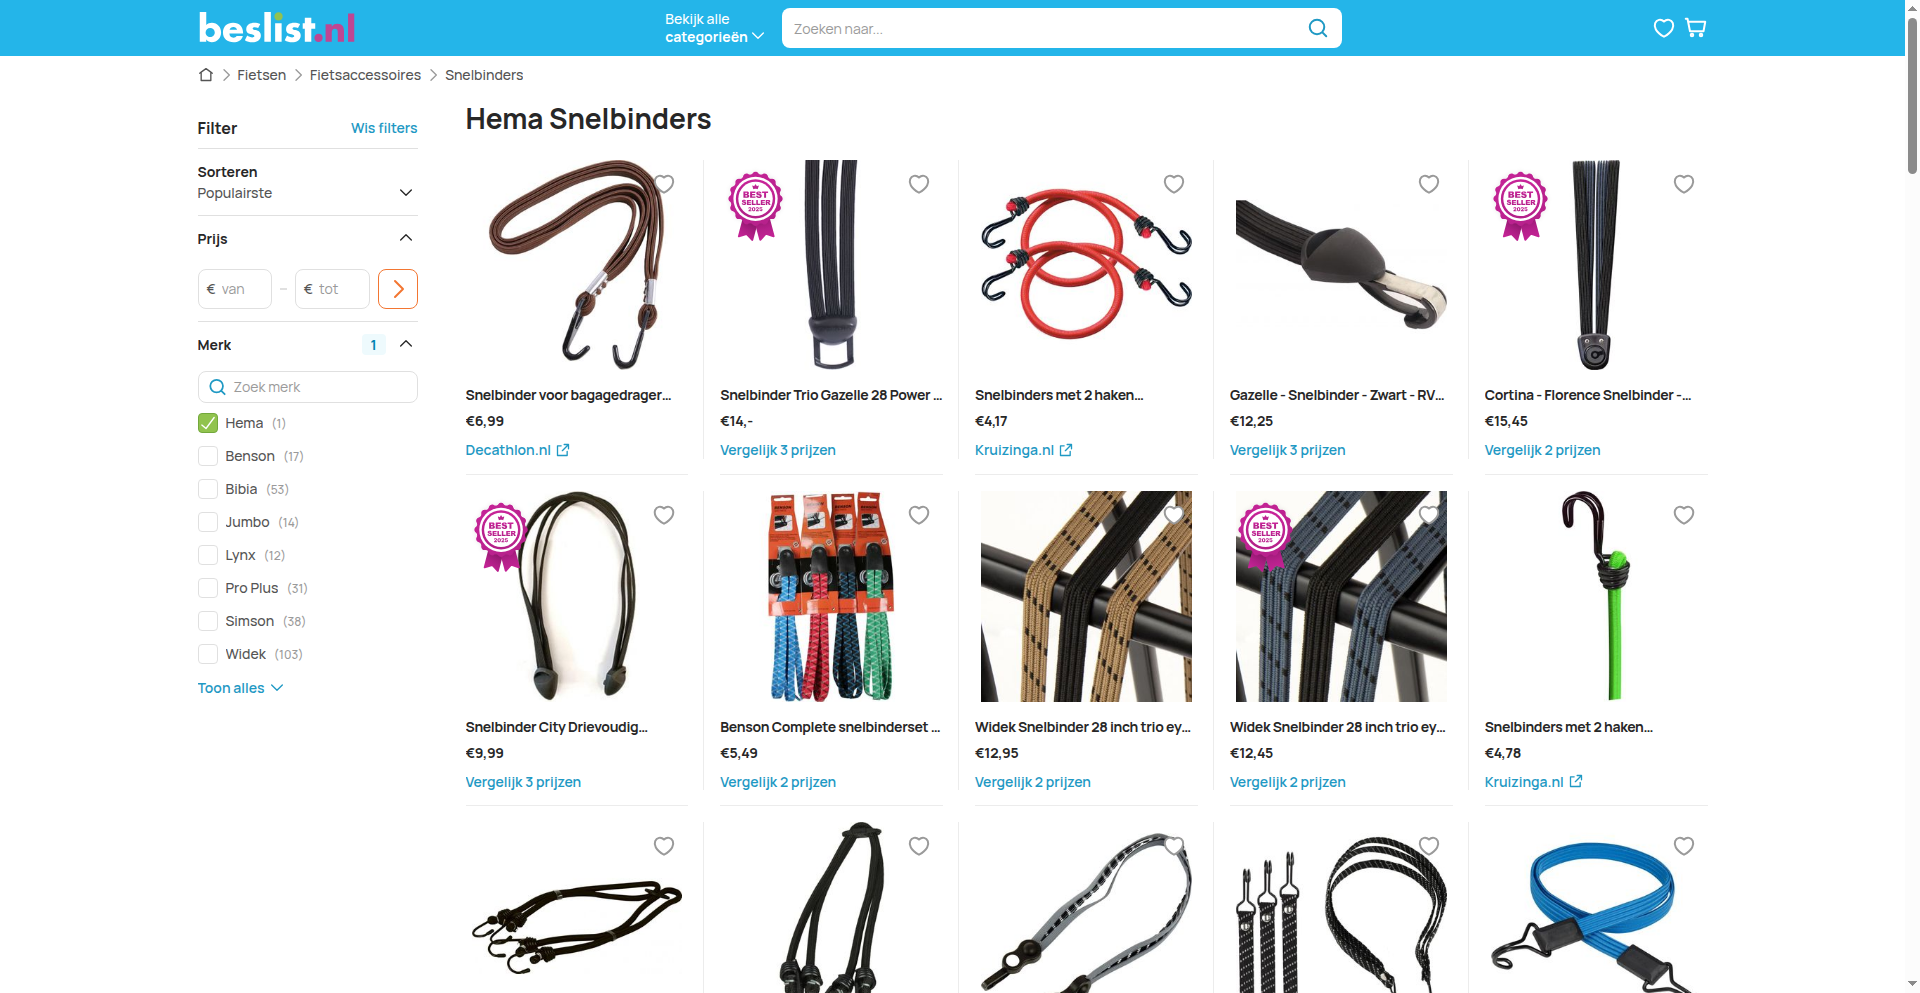 beslist.nl
Bekijk alle
categorieën
Zoeken naar...
Fietsen
Fietsaccessoires
Snelbinders
Filter
Wis filters
Sorteren
Populairste
Prijs
€ van
–
€ tot
Merk
1
Zoek merk
Hema (1)
Benson (17)
Bibia (53)
Jumbo (14)
Lynx (12)
Pro Plus (31)
Simson (38)
Widek (103)
Toon alles
Hema Snelbinders
BEST
SELLER
2025
BEST
SELLER
2025
Snelbinder voor bagagedrager...
€6,99
Decathlon.nl
Snelbinder Trio Gazelle 28 Power ...
€14,-
Vergelijk 3 prijzen
Snelbinders met 2 haken...
€4,17
Kruizinga.nl
Gazelle - Snelbinder - Zwart - RV...
€12,25
Vergelijk 3 prijzen
Cortina - Florence Snelbinder -...
€15,45
Vergelijk 2 prijzen
BEST
SELLER
2025
BEST
SELLER
2025
Snelbinder City Drievoudig...
€9,99
Vergelijk 3 prijzen
Benson Complete snelbinderset ...
€5,49
Vergelijk 2 prijzen
Widek Snelbinder 28 inch trio ey...
€12,95
Vergelijk 2 prijzen
Widek Snelbinder 28 inch trio ey...
€12,45
Vergelijk 2 prijzen
Snelbinders met 2 haken...
€4,78
Kruizinga.nl